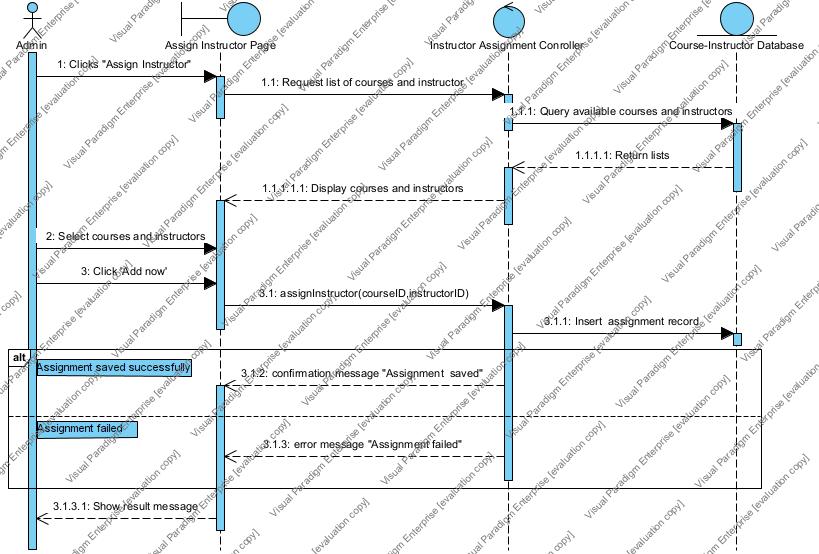 Admin
Assign Instructor Page
Instructor Assignment Conroller
Course-Instructor Database
1: Clicks "Assign Instructor"
1.1: Request list of courses and instructor
1.1.1: Query available courses and instructors
1.1.1.1: Return lists
1.1.1.1.1: Display courses and instructors
2: Select courses and instructors
3: Click 'Add now'
3.1: assignInstructor(courseID,instructorID)
3.1.1: Insert assignment record
alt
Assignment saved successfully
3.1.2: confirmation message "Assignment saved"
Assignment failed
3.1.3: error message "Assignment failed"
3.1.3.1: Show result message
Visual Paradigm Enterprise [evaluation copy]